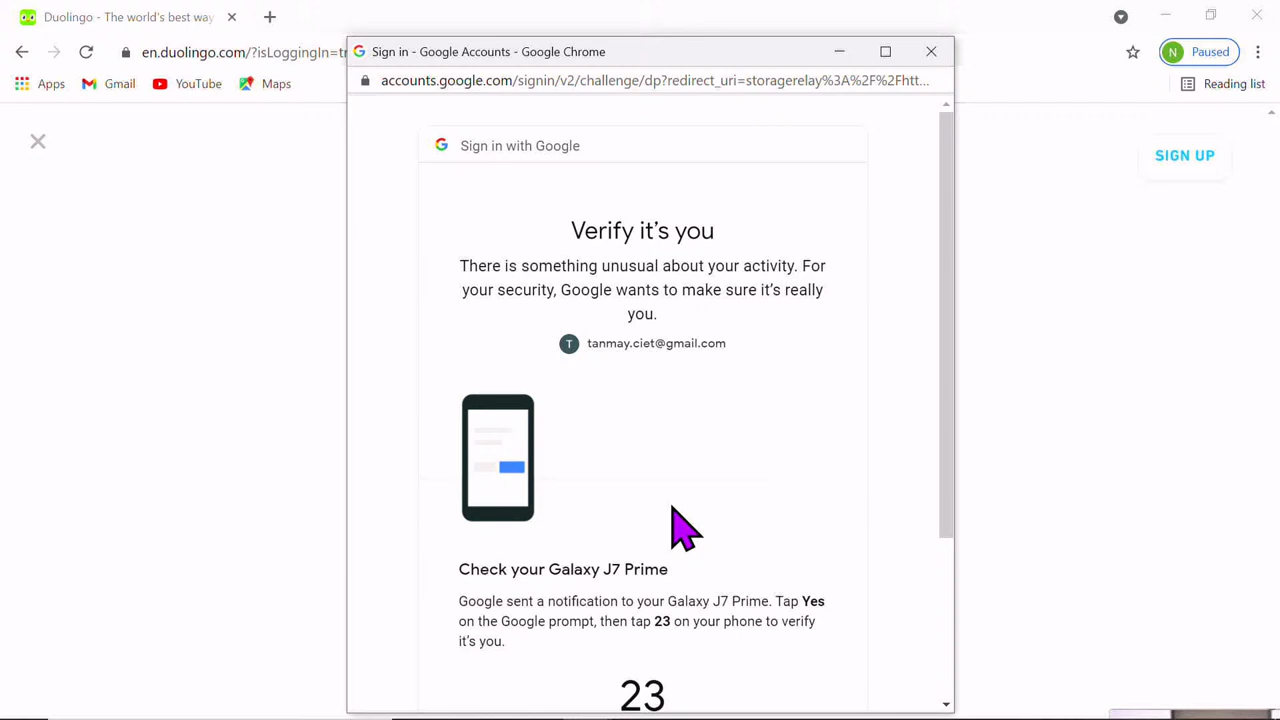 Duolingo - The world's best way
en.duolingo.com/?isLoggingIn=tr
N Paused
Apps
Gmail
YouTube
Maps
Reading list
SIGN UP
Sign in - Google Accounts - Google Chrome
accounts.google.com/signin/v2/challenge/dp?redirect_uri=storagerelay%3A%2F%2Fhtt...
Sign in with Google
Verify it's you
There is something unusual about your activity. For
your security, Google wants to make sure it's really
you.
T tanmay.ciet@gmail.com
Check your Galaxy J7 Prime
Google sent a notification to your Galaxy J7 Prime. Tap Yes
on the Google prompt, then tap 23 on your phone to verify
it's you.
23